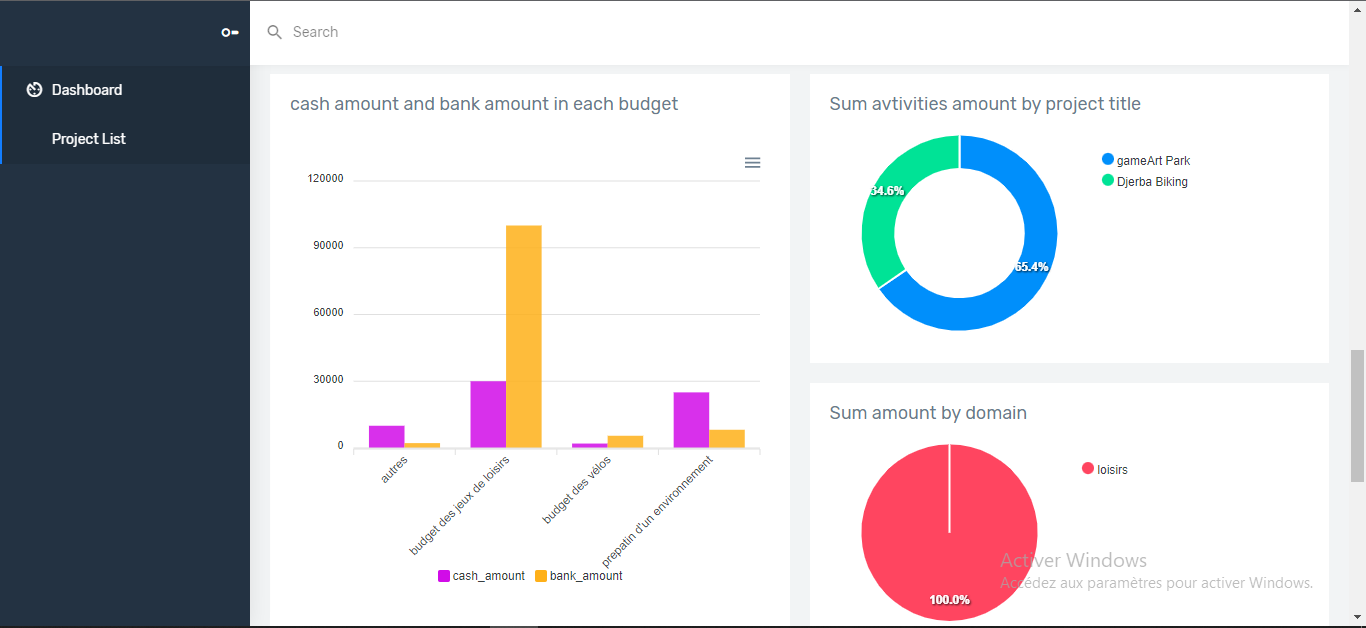 Search
Dashboard
Project List
cash amount and bank amount in each budget
120000
90000
60000
30000
0
autres
budget des jeux de loisirs
budget des vélos
prepatin d'un environnement
cash_amount
bank_amount
Sum avtivities amount by project title
34.6%
65.4%
gameArt Park
Djerba Biking
Sum amount by domain
loisirs
100.0%
Activer Windows
Accédez aux paramètres pour activer Windows.